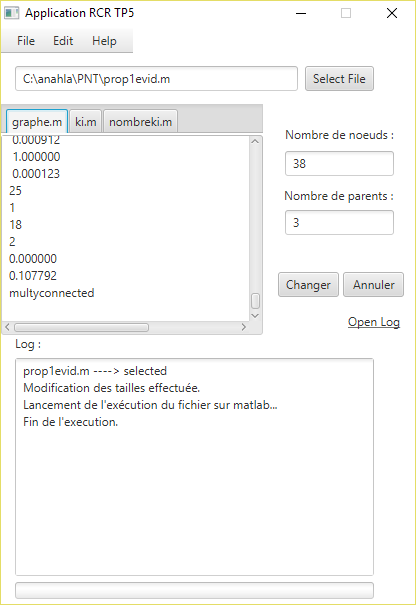 Application RCR TP5
File Edit Help
C:\anahla\PNT\prop1evid.m Select File
graphe.m ki.m nombreki.m
0.000912
1.000000
0.000123
25
1
18
2
0.000000
0.107792
multyconnected
Nombre de noeuds :
38
Nombre de parents :
3
Changer Annuler
Open Log
Log :
prop1evid.m ----> selected
Modification des tailles effectuée.
Lancement de l'exécution du fichier sur matlab...
Fin de l'execution.